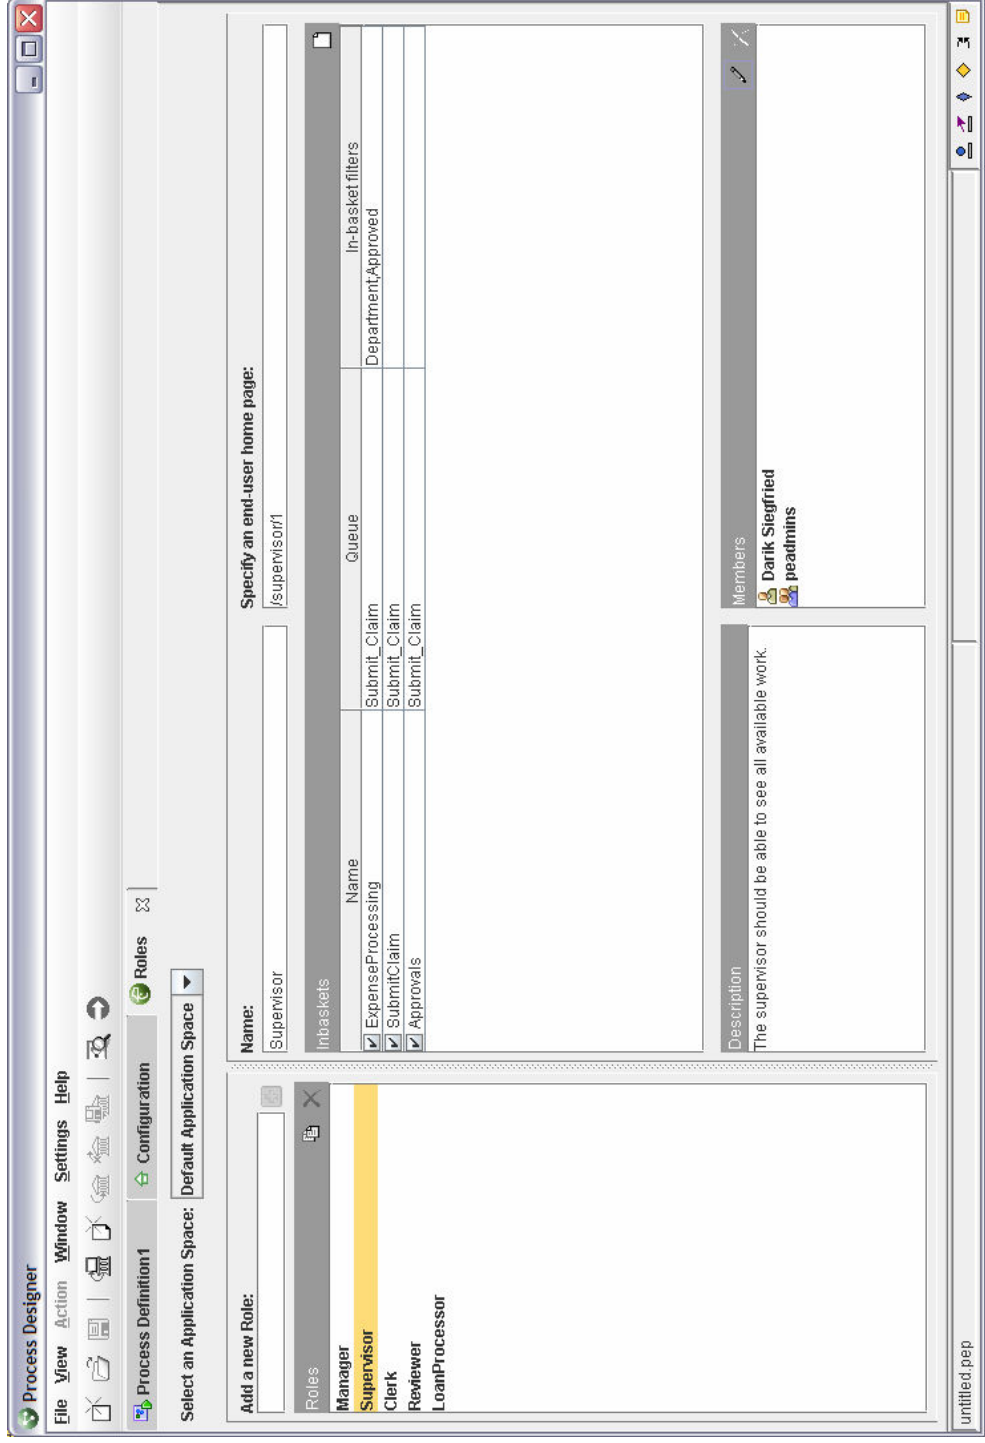 Process Designer
File View Action Window Settings Help
Process Definition1
Configuration
Roles
Select an Application Space: Default Application Space
Add a new Role:
Roles
Manager
Supervisor
Clerk
Reviewer
LoanProcessor
Name:
Supervisor
Specify an end-user home page:
/supervisor/1
Inbaskets
Name Queue In-basket filters
ExpenseProcessing Submit_Claim Department;Approved
SubmitClaim Submit_Claim
Approvals Submit_Claim
Description
The supervisor should be able to see all available work.
Members
Darik Siegfried
peadmins
untitled.pep